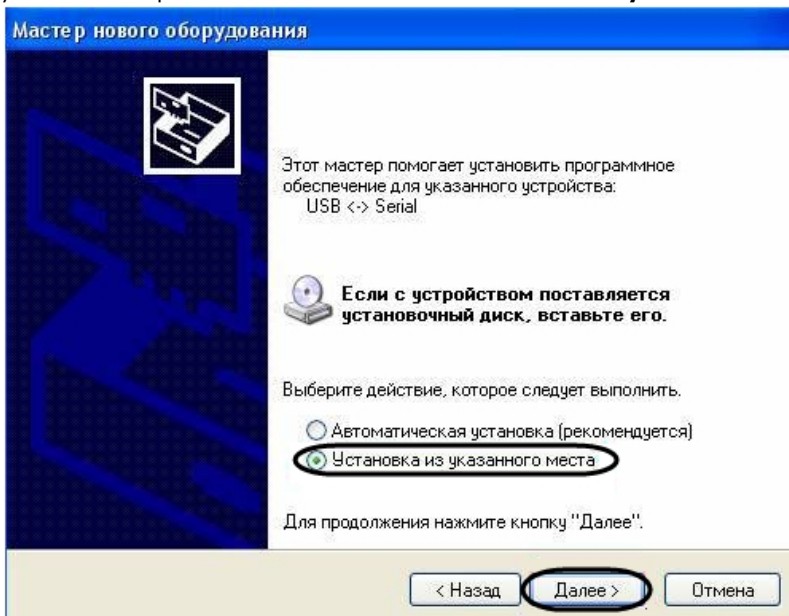 Мастер нового оборудования
Этот мастер помогает установить программное
обеспечение для указанного устройства:
USB <-> Serial
Если с устройством поставляется
установочный диск, вставьте его.
Выберите действие, которое следует выполнить.
Автоматическая установка (рекомендуется)
Установка из указанного места
Для продолжения нажмите кнопку "Далее".
< Назад
Далее >
Отмена